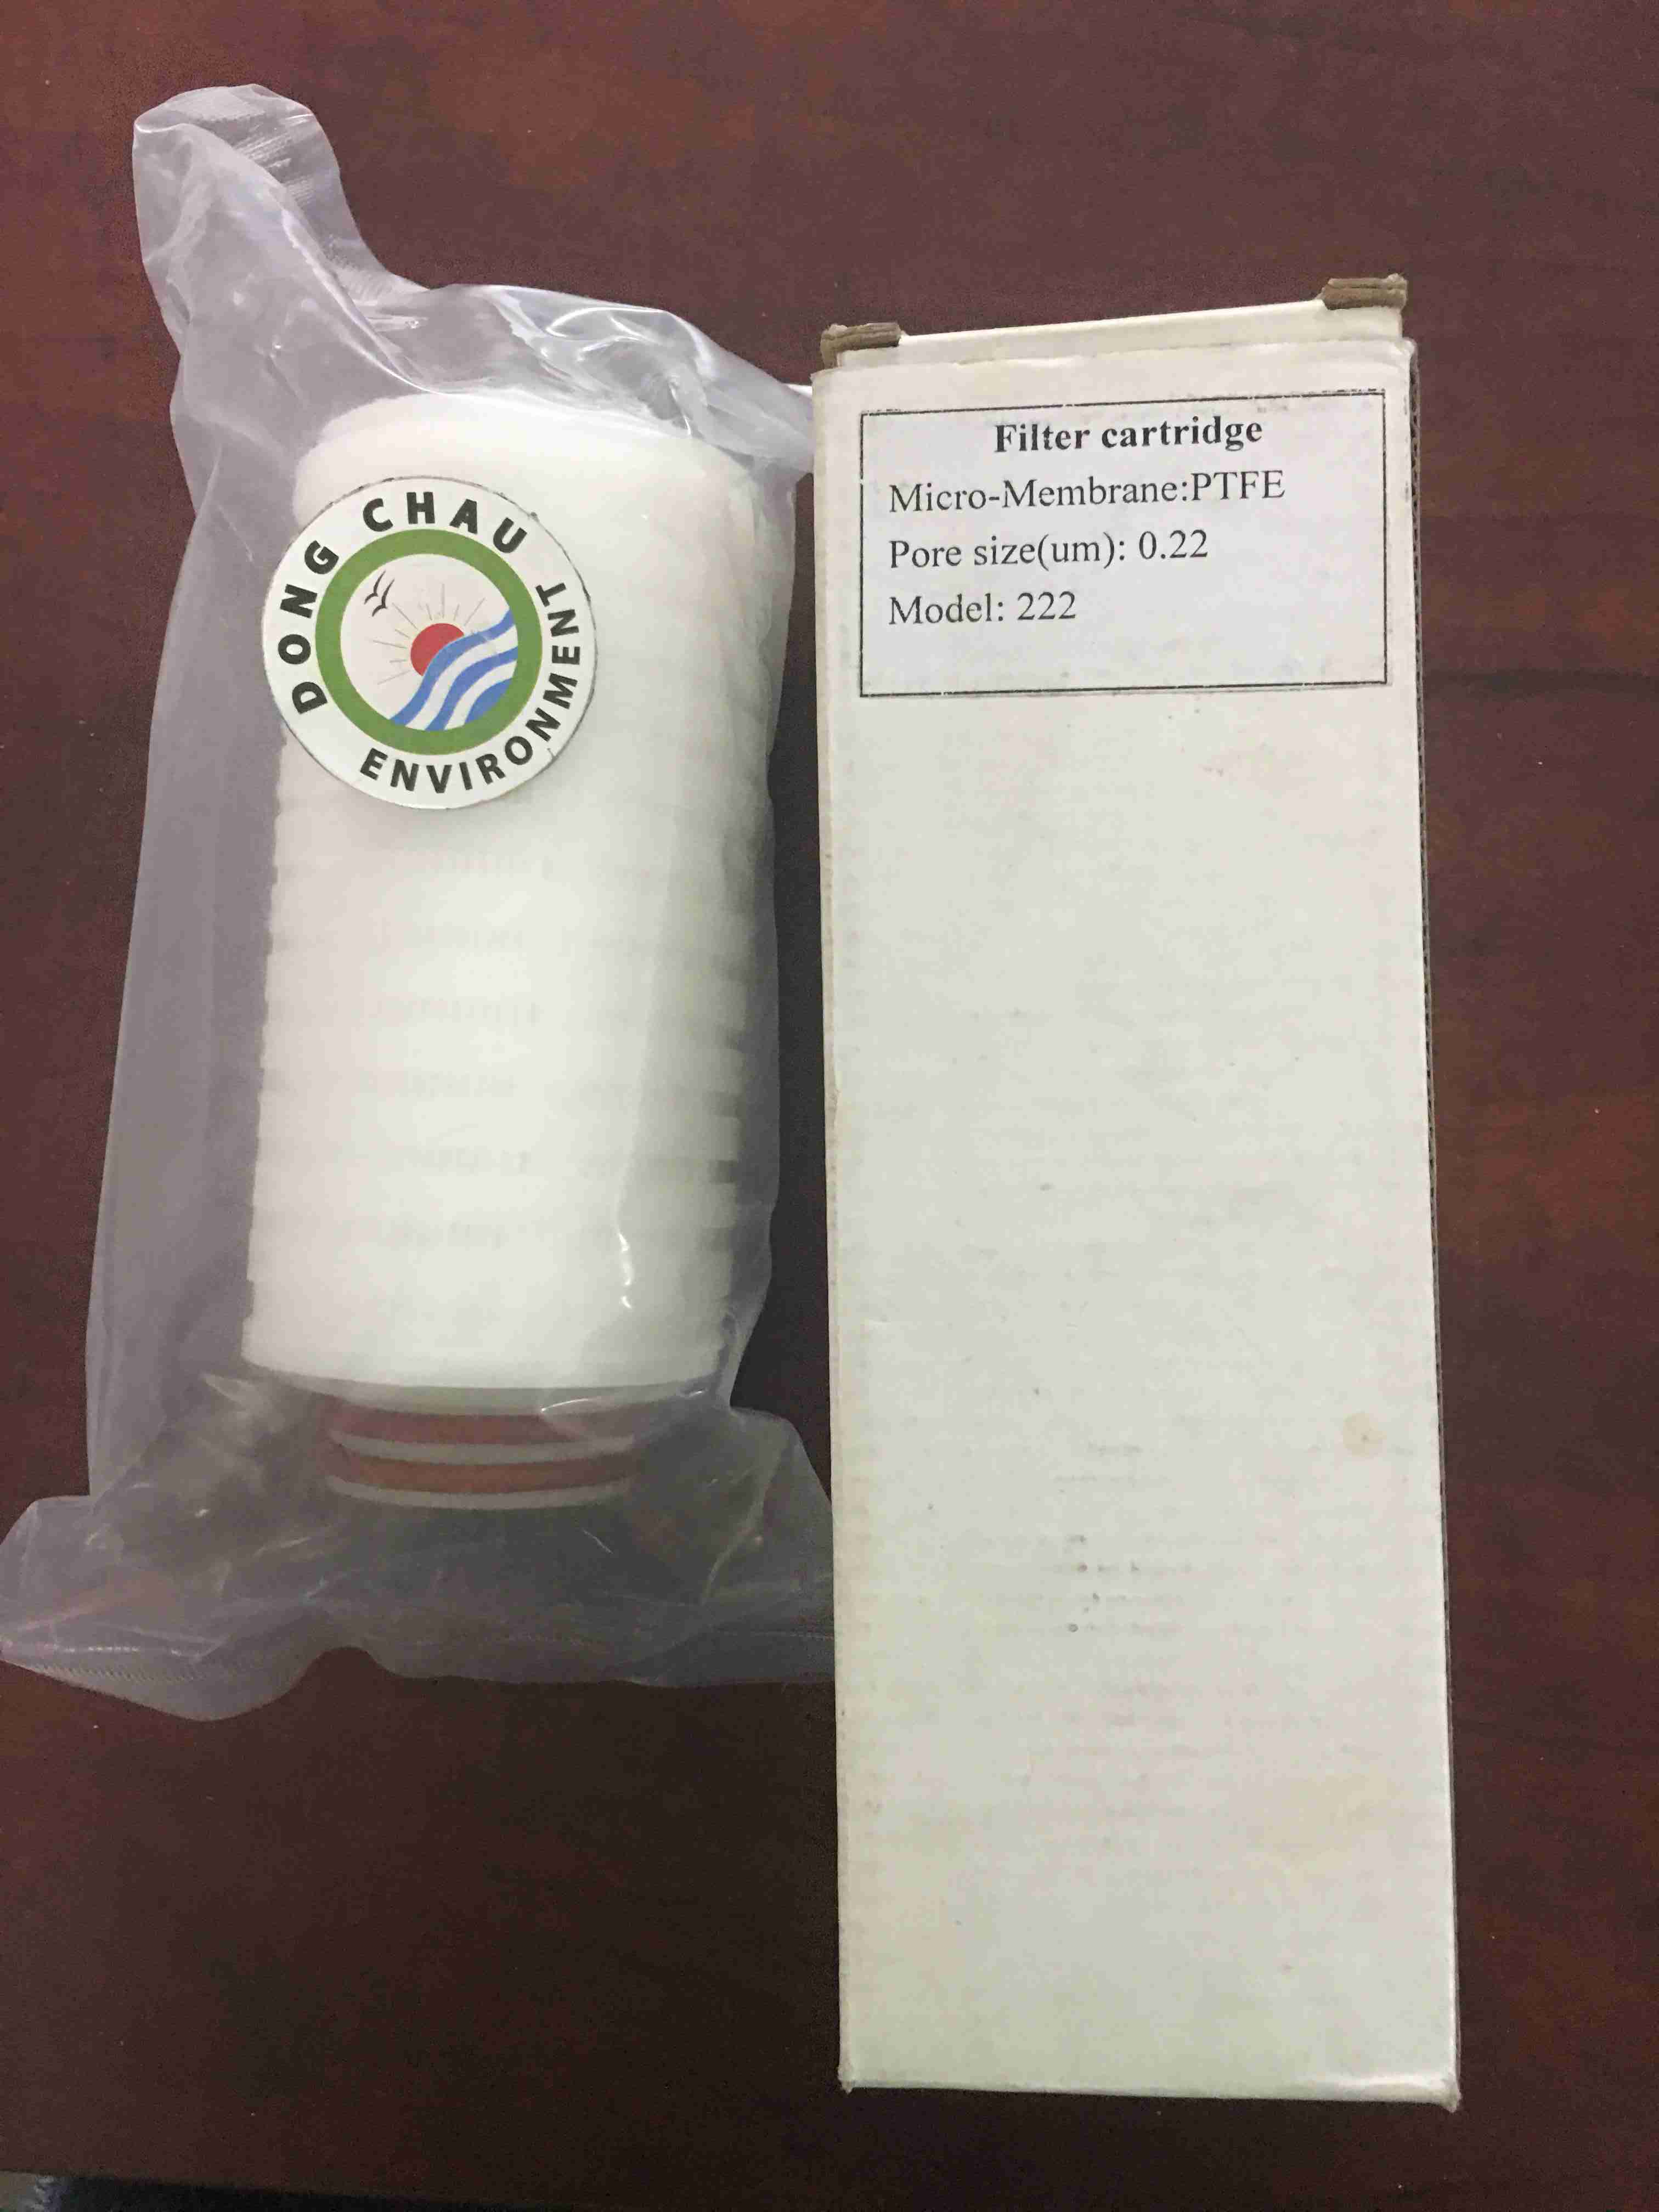 DONG CHAU
ENVIRONMENT
Filter cartridge
Micro-Membrane:PTFE
Pore size(um): 0.22
Model: 222